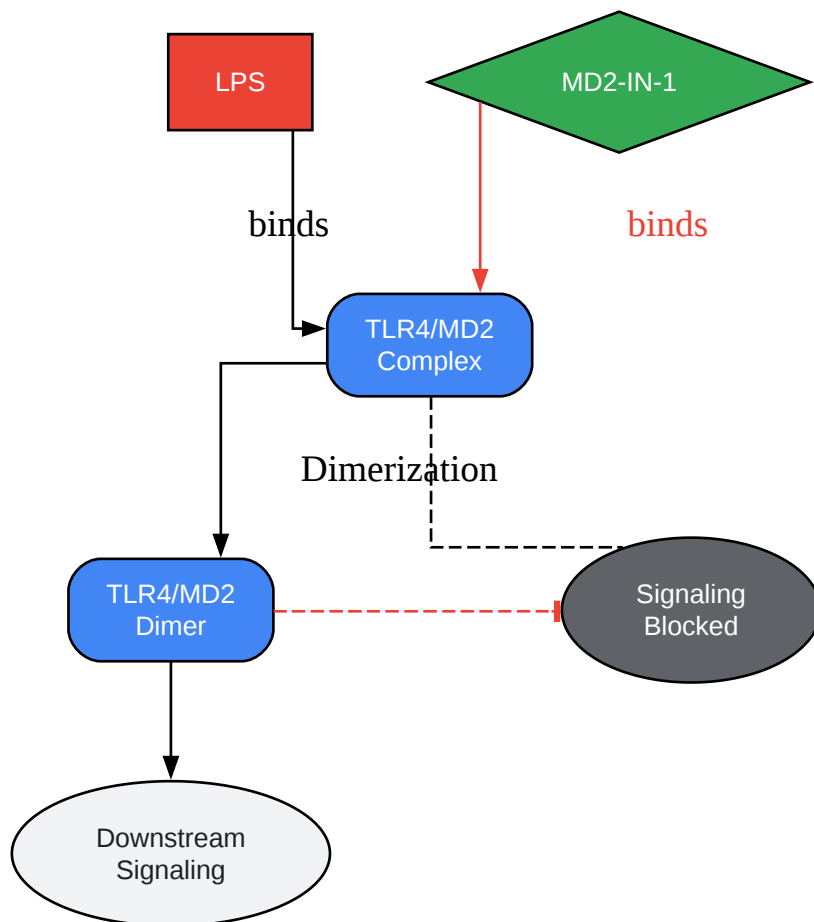 LPS
MD2-IN-1
binds
binds
TLR4/MD2
Complex
Dimerization
TLR4/MD2
Dimer
Signaling
Blocked
Downstream
Signaling